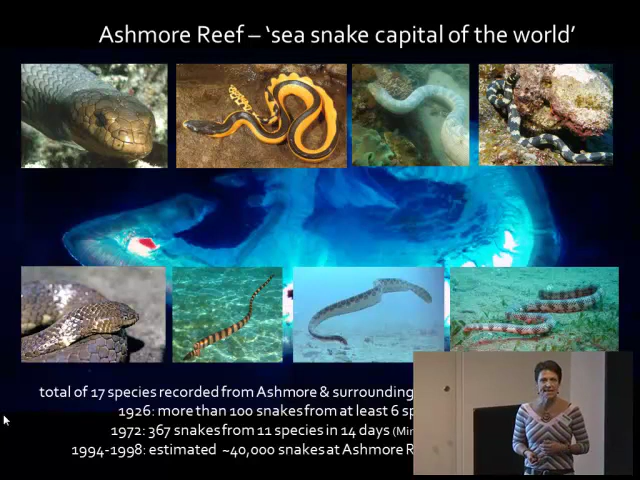 Ashmore Reef – ‘sea snake capital of the world’
total of 17 species recorded from Ashmore & surrounding
1926: more than 100 snakes from at least 6
1972: 367 snakes from 11 species in 14 days
1994-1998: estimated ~40,000 snakes at Ashmore